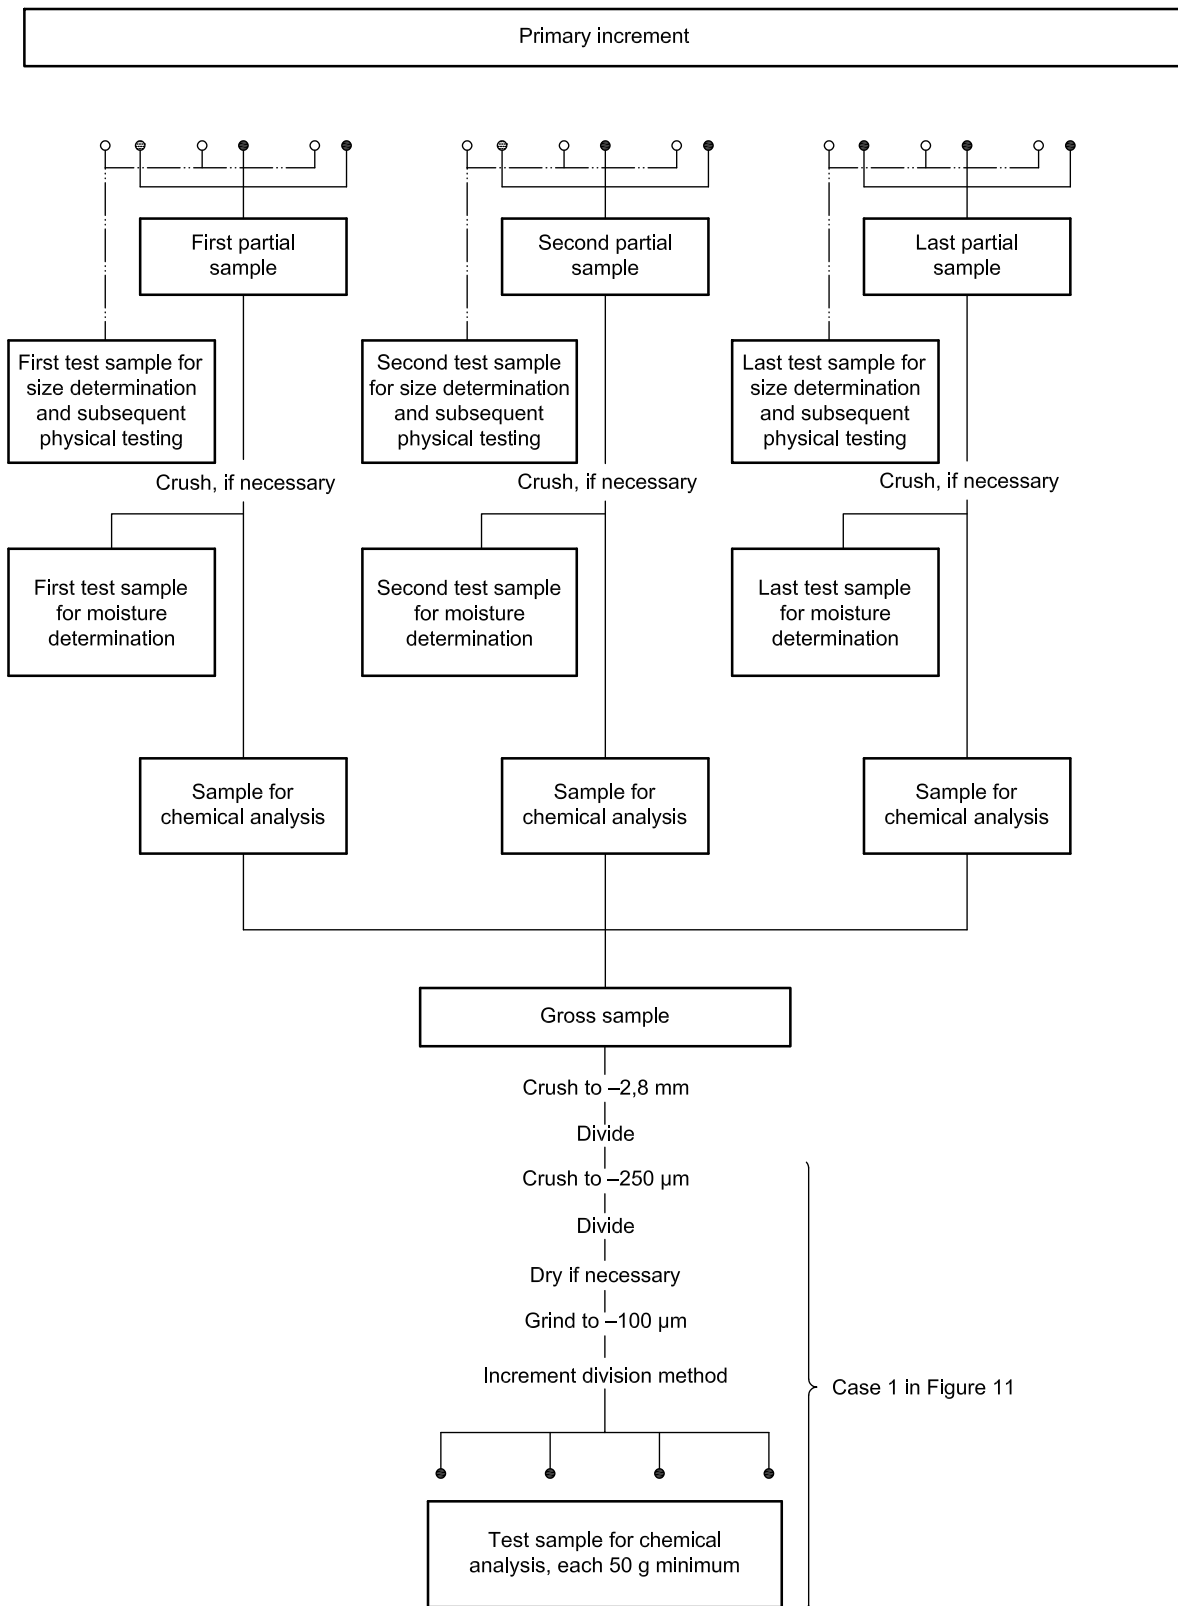 Primary increment
First partial
sample
Second partial
sample
Last partial
sample
First test sample for
size determination
and subsequent
physical testing
Second test sample
for size determination
and subsequent
physical testing
Last test sample for
size determination
and subsequent
physical testing
Crush, if necessary
Crush, if necessary
Crush, if necessary
First test sample
for moisture
determination
Second test sample
for moisture
determination
Last test sample
for moisture
determination
Sample for
chemical analysis
Sample for
chemical analysis
Sample for
chemical analysis
Gross sample
Crush to –2,8 mm
Divide
Crush to –250 µm
Divide
Dry if necessary
Grind to –100 µm
Increment division method
Case 1 in Figure 11
Test sample for chemical
analysis, each 50 g minimum